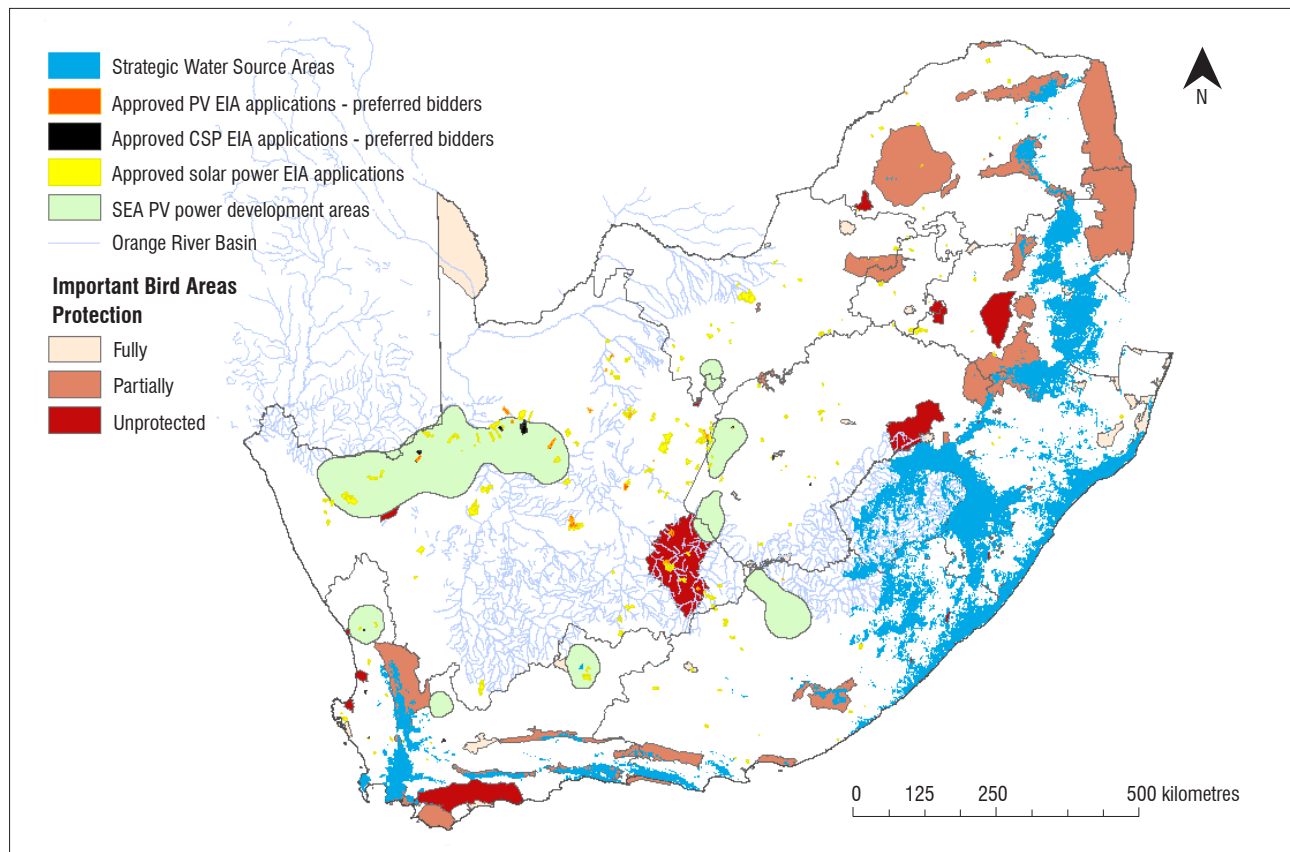 Strategic Water Source Areas
Approved PV EIA applications - preferred bidders
Approved CSP EIA applications - preferred bidders
Approved solar power EIA applications
SEA PV power development areas
Orange River Basin
Important Bird Areas
Protection
Fully
Partially
Unprotected
N
0 125 250 500 kilometres